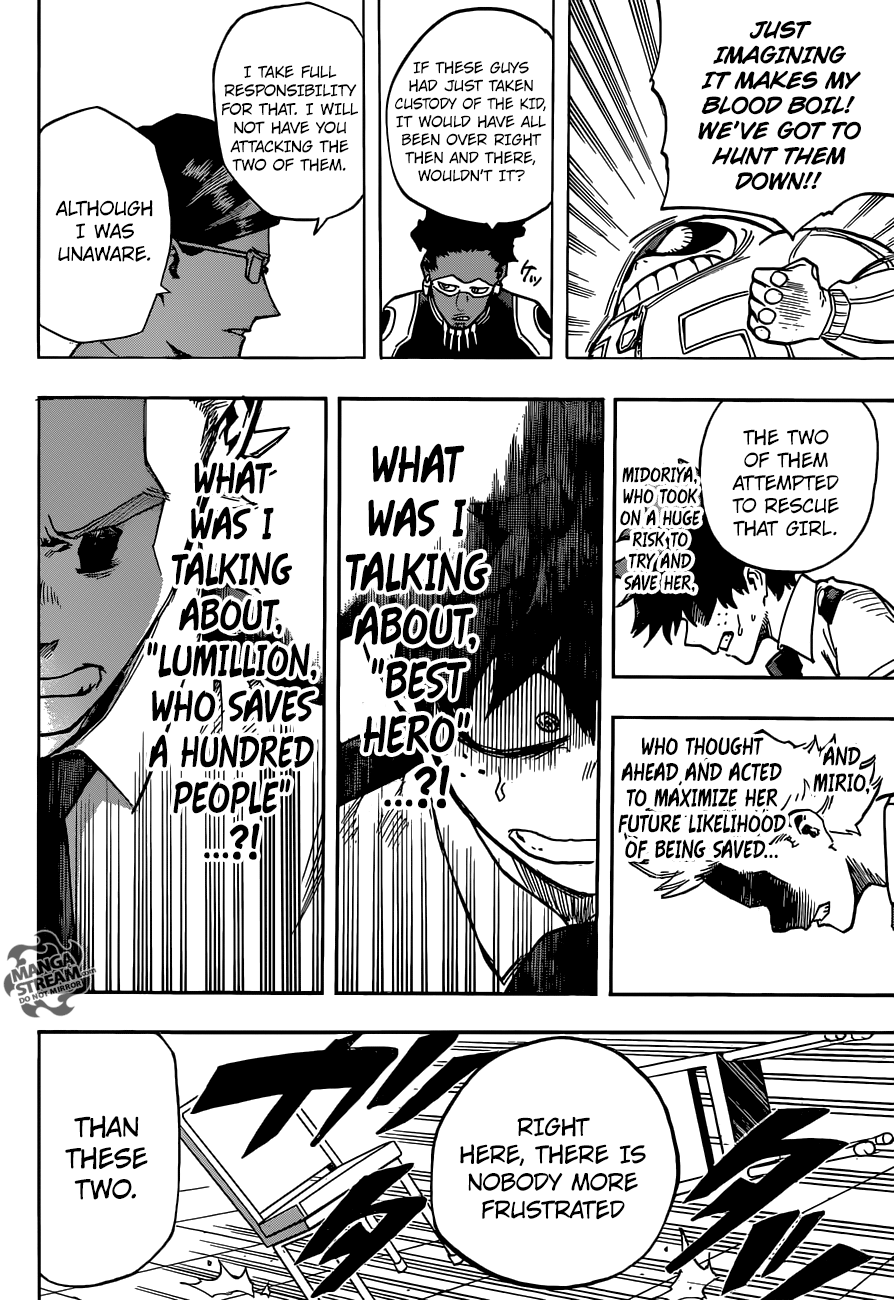 JUST
IMAGINING
IT MAKES MY
BLOOD BOIL!
WE'VE GOT TO
HUNT THEM
DOWN!!
IF THESE GUYS
HAD JUST TAKEN
CUSTODY OF THE KID,
IT WOULD HAVE ALL
BEEN OVER RIGHT
THEN AND THERE,
WOULDN'T IT?
I TAKE FULL
RESPONSIBILITY
FOR THAT. I WILL
NOT HAVE YOU
ATTACKING THE
TWO OF THEM.
ALTHOUGH
I WAS
UNAWARE.
THE TWO
OF THEM
ATTEMPTED
TO RESCUE
THAT GIRL.
MIDORIYA,
WHO TOOK
ON A HUGE
RISK TO
TRY AND
SAVE HER,
AND
MIRIO,
WHO THOUGHT
AHEAD AND ACTED
TO MAXIMIZE HER
FUTURE LIKELIHOOD
OF BEING SAVED...
WHAT
WAS I
TALKING
ABOUT,
"BEST
HERO"
...?!
WHAT
WAS I
TALKING
ABOUT,
"LUMILLION,
WHO SAVES
A HUNDRED
PEOPLE"
...?!
RIGHT
HERE, THERE IS
NOBODY MORE
FRUSTRATED
THAN
THESE
TWO.
MANGA
STREAM.com
DO NOT MIRROR